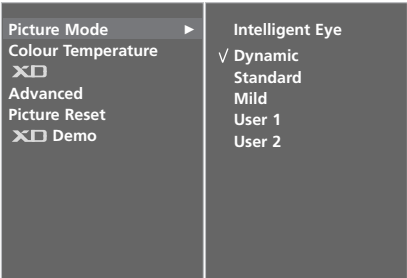 Picture Mode ►
Colour Temperature
XD
Advanced
Picture Reset
XD Demo
Intelligent Eye
√ Dynamic
Standard
Mild
User 1
User 2